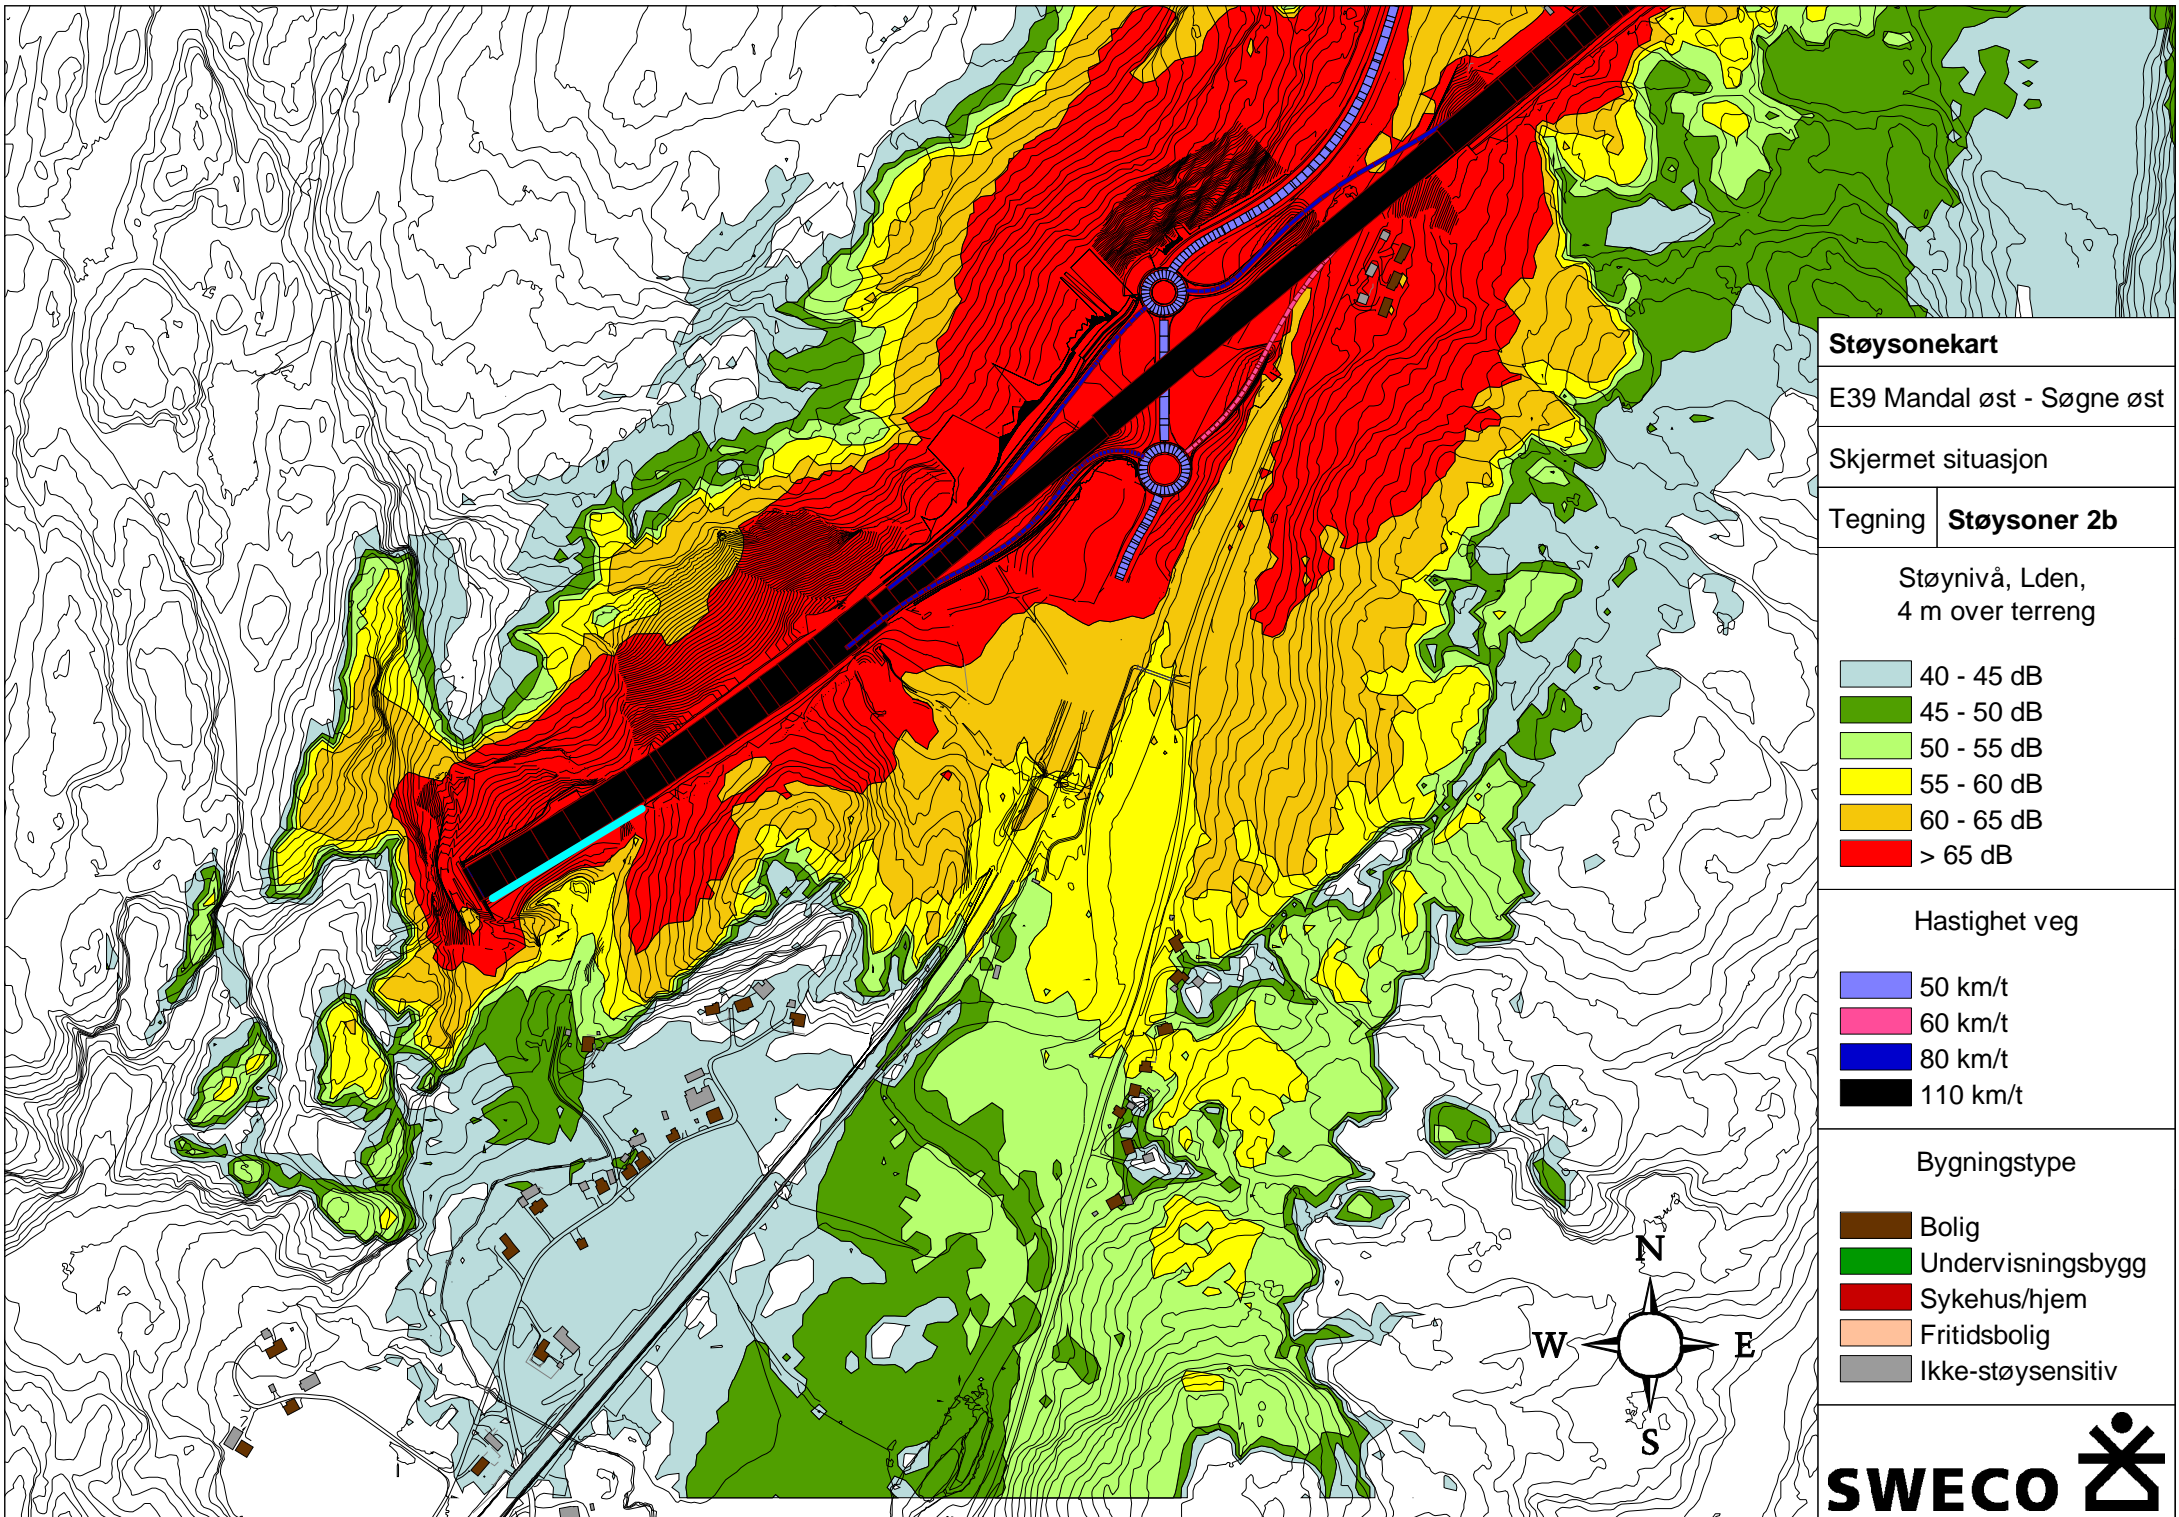 Støysonekart
E39 Mandal øst - Søgne øst
Skjermet situasjon
Tegning Støysoner 2b
Støynivå, Lden,
4 m over terreng
40 - 45 dB
45 - 50 dB
50 - 55 dB
55 - 60 dB
60 - 65 dB
> 65 dB
Hastighet veg
50 km/t
60 km/t
80 km/t
110 km/t
Bygningstype
Bolig
Undervisningsbygg
Sykehus/hjem
Fritidsbolig
Ikke-støysensitiv
N
W E
S
SWECO